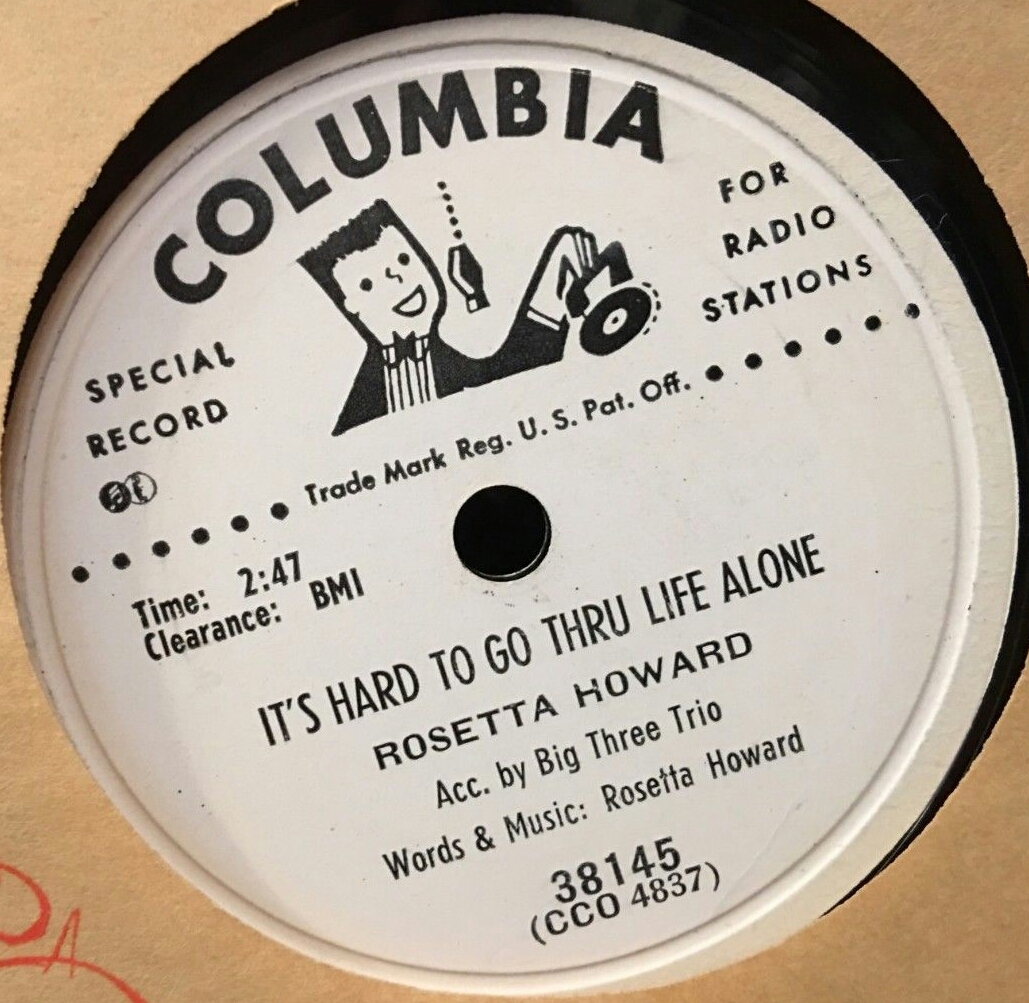 COLUMBIA
FOR
RADIO
STATIONS
SPECIAL
RECORD
Trade Mark Reg. U. S. Pat. Off.
Time: 2:47
Clearance: BMI
IT'S HARD TO GO THRU LIFE ALONE
ROSETTA HOWARD
Acc. by Big Three Trio
Words & Music: Rosetta Howard
38145
(CCO 4837)